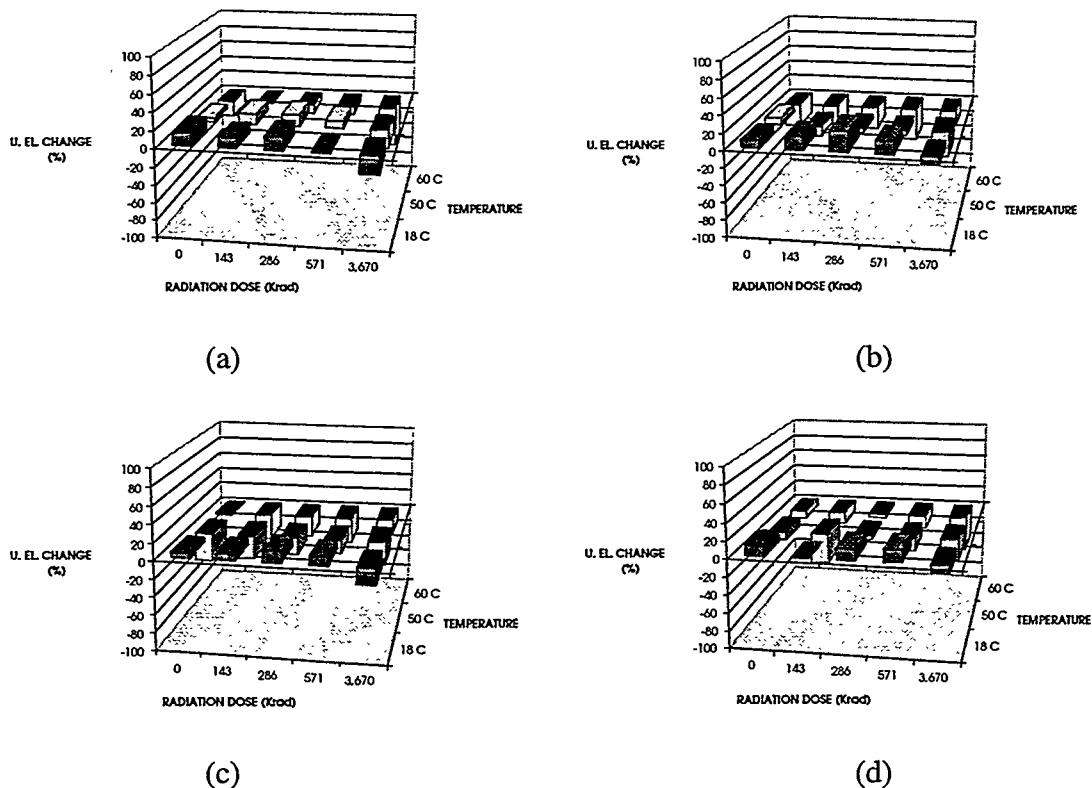 100
80
60
40
20
0
-20
-40
-60
-80
-100
U. EL. CHANGE
(%)
60 C
50 C
18 C
TEMPERATURE
0 143 286 571 3,670
RADIATION DOSE (Krad)
(a)
100
80
60
40
20
0
-20
-40
-60
-80
-100
U. EL. CHANGE
(%)
60 C
50 C
18 C
TEMPERATURE
0 143 286 571 3,670
RADIATION DOSE (Krad)
(b)
100
80
60
40
20
0
-20
-40
-60
-80
-100
U. EL. CHANGE
(%)
60 C
50 C
18 C
TEMPERATURE
0 143 286 571 3,670
RADIATION DOSE (Krad)
(c)
100
80
60
40
20
0
-20
-40
-60
-80
-100
U. EL. CHANGE
(%)
60 C
50 C
18 C
TEMPERATURE
0 143 286 571 3,670
RADIATION DOSE (Krad)
(d)